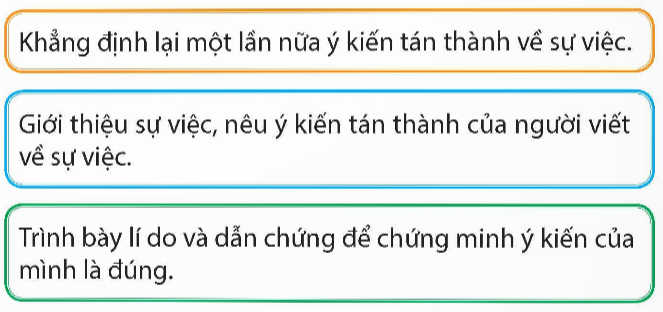 Khẳng định lại một lần nữa ý kiến tán thành về sự việc.
Giới thiệu sự việc, nêu ý kiến tán thành của người viết
về sự việc.
Trình bày lí do và dẫn chứng để chứng minh ý kiến của
mình là đúng.